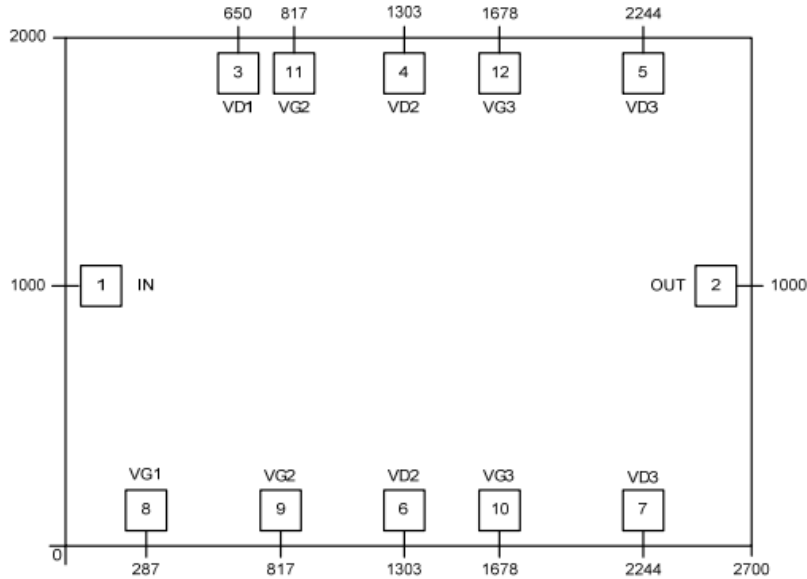 650 817 1303 1678 2244
2000
3 11 4 12 5
VD1 VG2 VD2 VG3 VD3
1000 1 IN OUT 2 1000
VG1 VG2 VD2 VG3 VD3
8 9 6 10 7
0
287 817 1303 1678 2244 2700